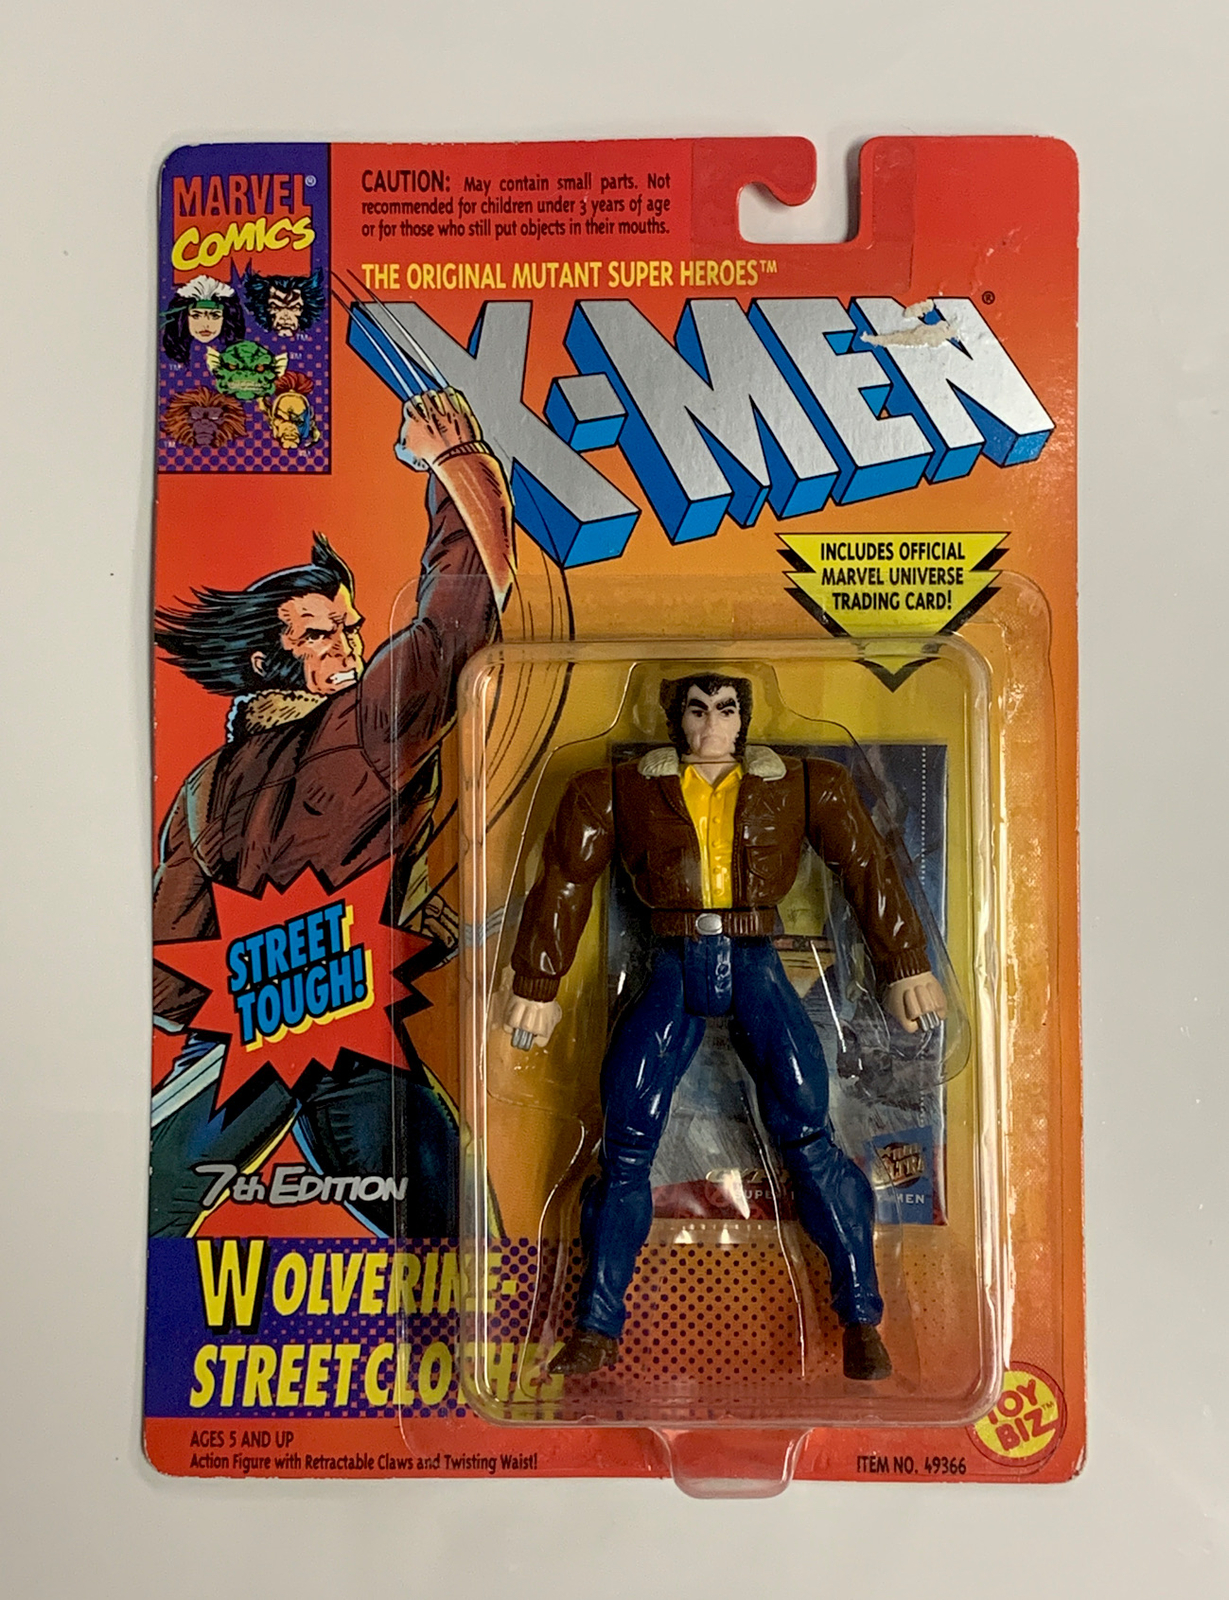 MARVEL®
COMICS
CAUTION: May contain small parts. Not
recommended for children under 3 years of age
or for those who still put objects in their mouths.
THE ORIGINAL MUTANT SUPER HEROES™
X-MEN®
INCLUDES OFFICIAL
MARVEL UNIVERSE
TRADING CARD!
STREET
TOUGH!
7th EDITION
WOLVERINE-
STREET CLOTHES
X-MEN
TOY
BIZ™
AGES 5 AND UP
Action Figure with Retractable Claws and Twisting Waist!
ITEM NO. 49366